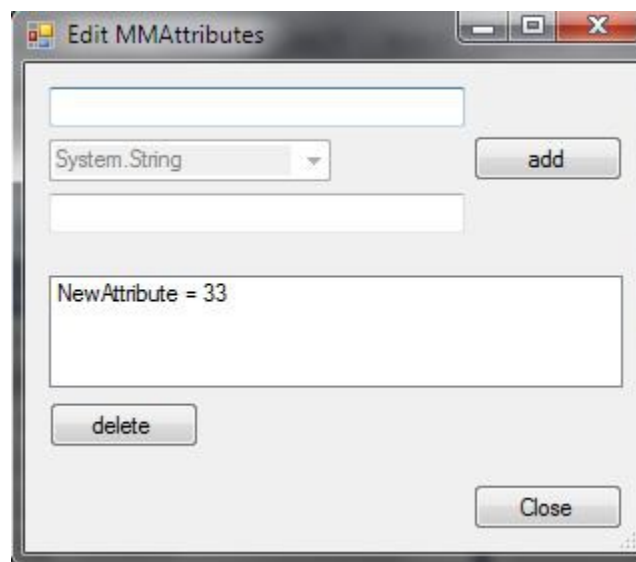 Edit MMAttributes
System.String
add
NewAttribute = 33
delete
Close